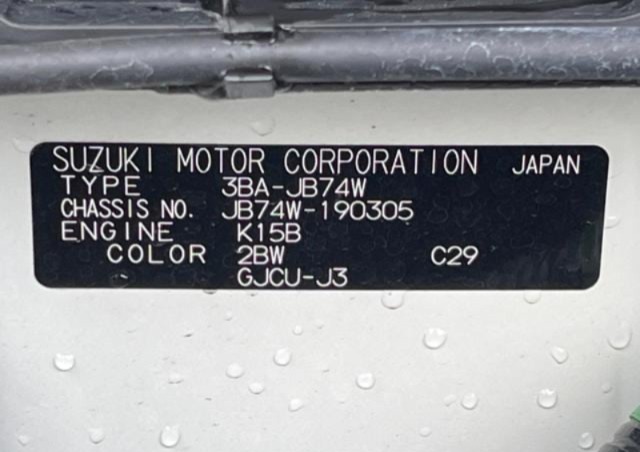 SUZUKI MOTOR CORPORATION JAPAN
TYPE 3BA-JB74W
CHASSIS NO. JB74W-190305
ENGINE K15B
COLOR 2BW C29
GJCU-J3